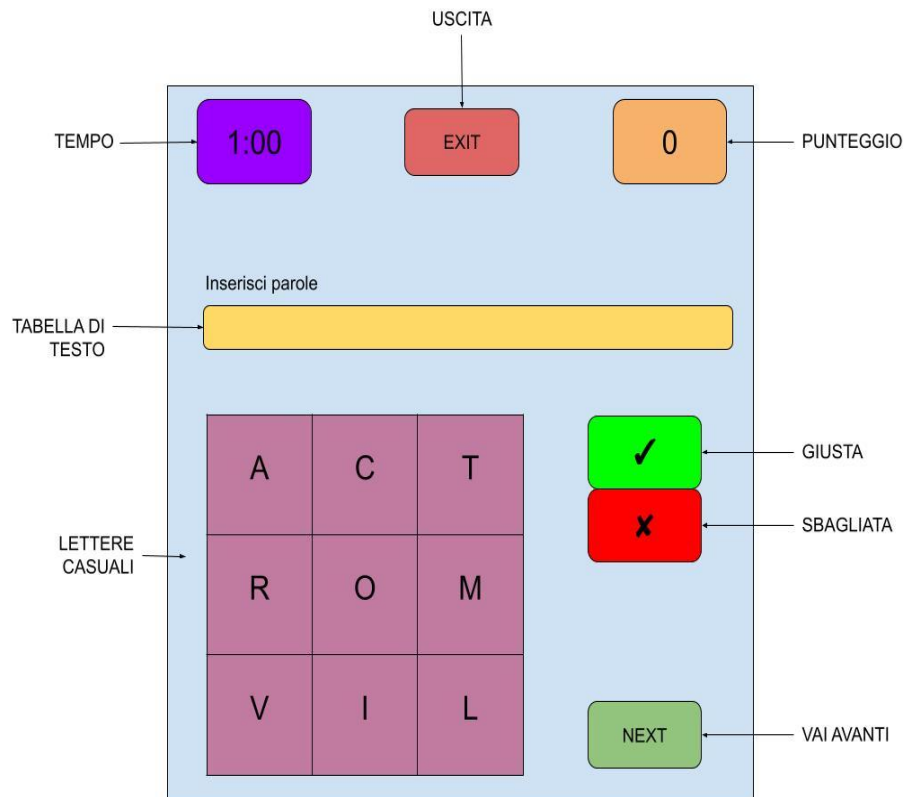 USCITA
TEMPO
1:00
EXIT
0
PUNTEGGIO
Inserisci parole
TABELLA DI
TESTO
A C T
R O M
V I L
✓
✘
GIUSTA
SBAGLIATA
LETTERE
CASUALI
NEXT
VAI AVANTI